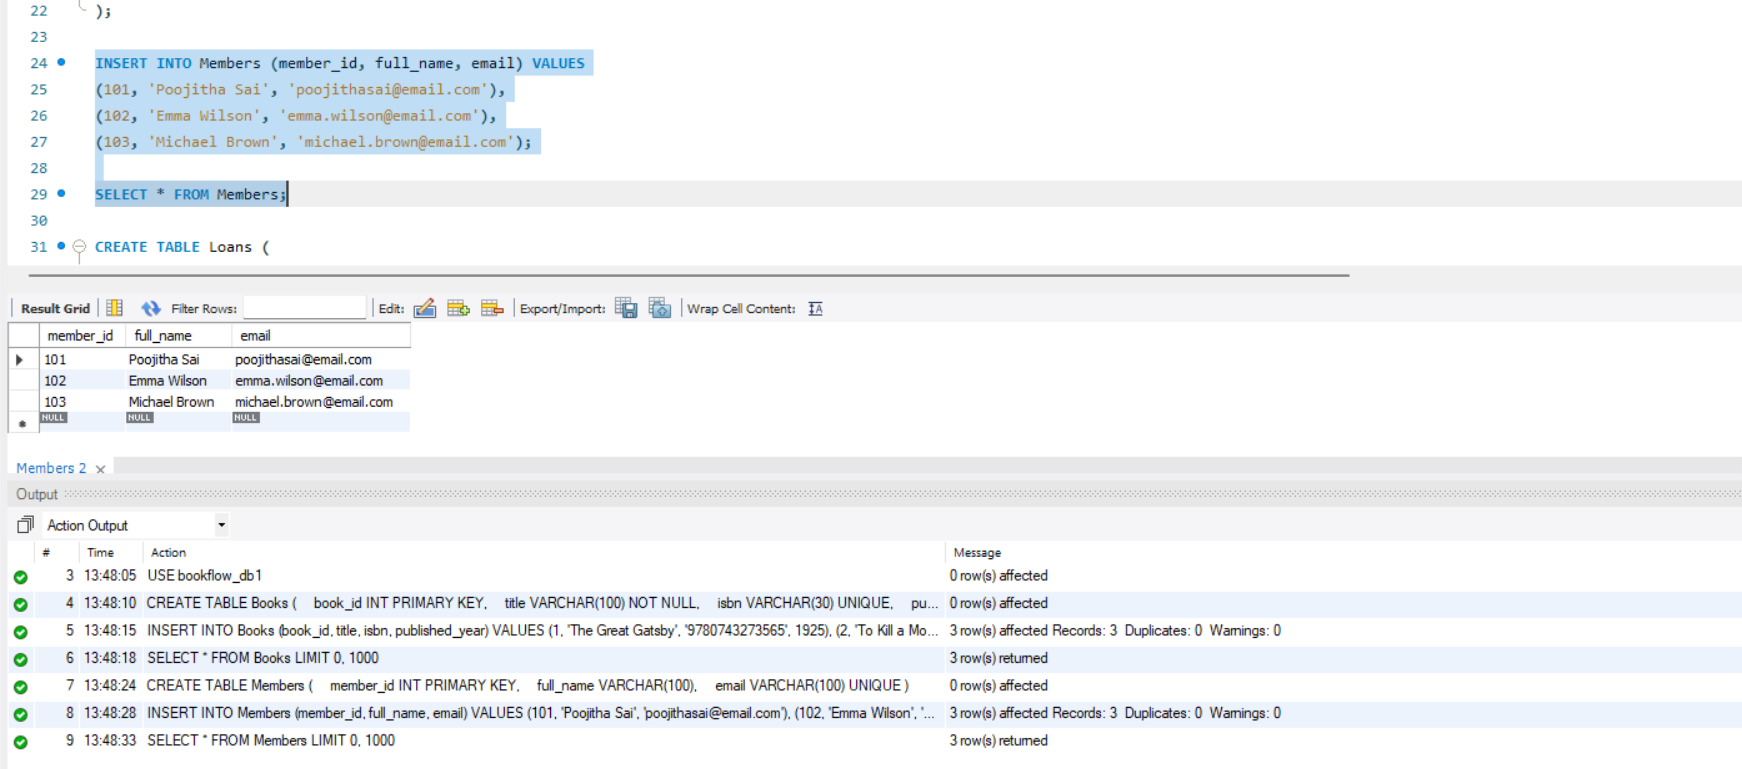 22 );
23
24 INSERT INTO Members (member_id, full_name, email) VALUES
25 (101, 'Poojitha Sai', 'poojithasai@email.com'),
26 (102, 'Emma Wilson', 'emma.wilson@email.com'),
27 (103, 'Michael Brown', 'michael.brown@email.com');
28
29 SELECT * FROM Members;
30
31 CREATE TABLE Loans (
Result Grid Filter Rows: Edit: Export/Import: Wrap Cell Content:
member_id full_name email
101 Poojitha Sai poojithasai@email.com
102 Emma Wilson emma.wilson@email.com
103 Michael Brown michael.brown@email.com
NULL NULL NULL
Members 2
Output
Action Output
# Time Action Message
3 13:48:05 USE bookflow_db1 0 row(s) affected
4 13:48:10 CREATE TABLE Books ( book_id INT PRIMARY KEY, title VARCHAR(100) NOT NULL, isbn VARCHAR(30) UNIQUE, pu... 0 row(s) affected
5 13:48:15 INSERT INTO Books (book_id, title, isbn, published_year) VALUES (1, 'The Great Gatsby', '9780743273565', 1925), (2, 'To Kill a Mo... 3 row(s) affected Records: 3 Duplicates: 0 Warnings: 0
6 13:48:18 SELECT * FROM Books LIMIT 0, 1000 3 row(s) returned
7 13:48:24 CREATE TABLE Members ( member_id INT PRIMARY KEY, full_name VARCHAR(100), email VARCHAR(100) UNIQUE ) 0 row(s) affected
8 13:48:28 INSERT INTO Members (member_id, full_name, email) VALUES (101, 'Poojitha Sai', 'poojithasai@email.com'), (102, 'Emma Wilson', '... 3 row(s) affected Records: 3 Duplicates: 0 Warnings: 0
9 13:48:33 SELECT * FROM Members LIMIT 0, 1000 3 row(s) returned